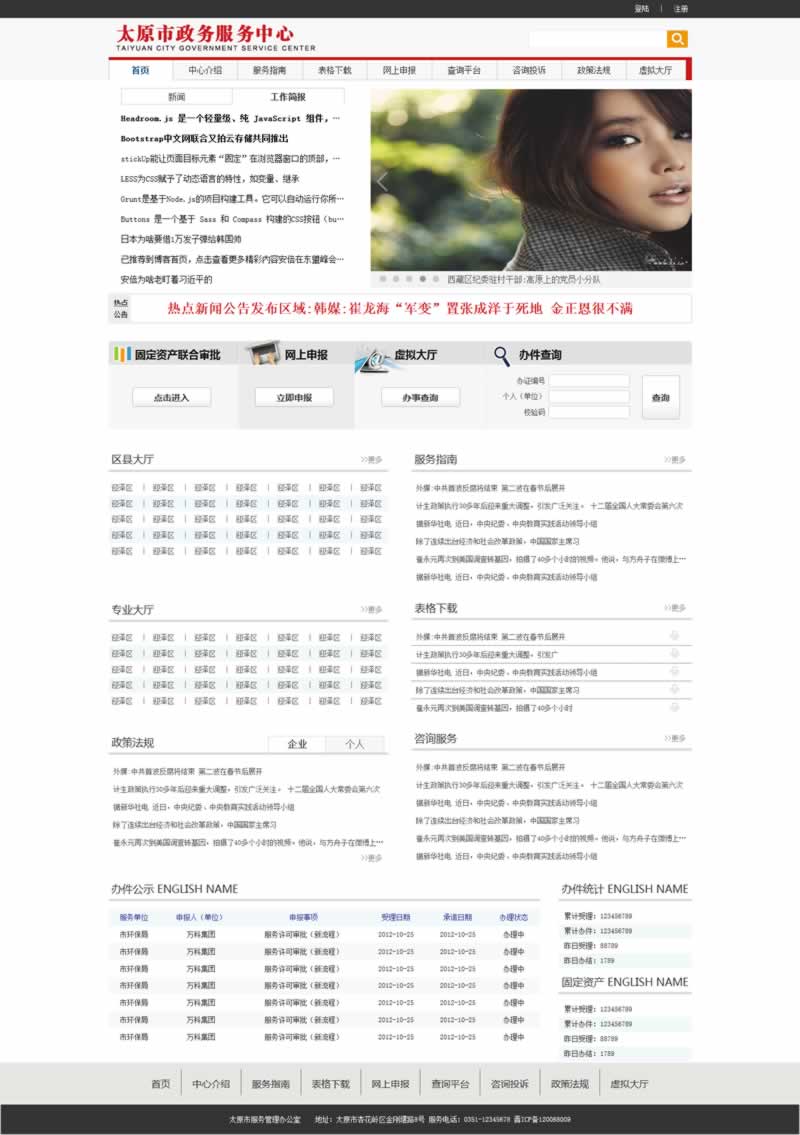 登陆 | 注册
太原市政务服务中心
TAIYUAN CITY GOVERNMENT SERVICE CENTER
首页 中心介绍 服务指南 表格下载 网上申报 查询平台 咨询投诉 政策法规 虚拟大厅
新闻 工作简报
Headroom.js 是一个轻量级、纯 JavaScript 组件，…
Bootstrap中文网联合又拍云存储共同推出
stickUp能让页面目标元素“固定”在浏览器窗口的顶部，…
LESS为CSS赋予了动态语言的特性，如变量、继承
Grunt是基于Node.js的项目构建工具。它可以自动运行你所…
Buttons 是一个基于 Sass 和 Compass 构建的CSS按钮（bu…
日本为啥要借1万发子弹给韩国帅
已推荐到博客首页，点击查看更多精彩内容安倍在东盟峰会…
安倍为啥老盯着习近平的
西藏区纪委驻村干部:高原上的党员小分队
热点公告
热点新闻公告发布区域:韩媒:崔龙海“军变”置张成泽于死地 金正恩很不满
固定资产联合审批 网上申报 虚拟大厅 办件查询
点击进入 立即申报 办事查询
办证编号
个人（单位）
校验码
查询
区县大厅 >>更多
迎泽区 | 迎泽区 | 迎泽区 | 迎泽区 | 迎泽区 | 迎泽区 | 迎泽区
迎泽区 | 迎泽区 | 迎泽区 | 迎泽区 | 迎泽区 | 迎泽区 | 迎泽区
迎泽区 | 迎泽区 | 迎泽区 | 迎泽区 | 迎泽区 | 迎泽区 | 迎泽区
迎泽区 | 迎泽区 | 迎泽区 | 迎泽区 | 迎泽区 | 迎泽区 | 迎泽区
迎泽区 | 迎泽区 | 迎泽区 | 迎泽区 | 迎泽区 | 迎泽区 | 迎泽区
服务指南 >>更多
外媒:中共首波反腐将结束 第二波在春节后展开
计生政策执行30多年后迎来重大调整，引发广泛关注。 十二届全国人大常委会第六次
据新华社电 近日，中央纪委、中央教育实践活动领导小组
除了连续出台经济和社会改革政策，中国国家主席习
崔永元再次到美国调查转基因，拍摄了40多个小时的视频。他说，与方舟子在微博上…
据新华社电 近日，中央纪委、中央教育实践活动领导小组
专业大厅 >>更多
迎泽区 | 迎泽区 | 迎泽区 | 迎泽区 | 迎泽区 | 迎泽区 | 迎泽区
迎泽区 | 迎泽区 | 迎泽区 | 迎泽区 | 迎泽区 | 迎泽区 | 迎泽区
迎泽区 | 迎泽区 | 迎泽区 | 迎泽区 | 迎泽区 | 迎泽区 | 迎泽区
迎泽区 | 迎泽区 | 迎泽区 | 迎泽区 | 迎泽区 | 迎泽区 | 迎泽区
迎泽区 | 迎泽区 | 迎泽区 | 迎泽区 | 迎泽区 | 迎泽区 | 迎泽区
表格下载 >>更多
外媒:中共首波反腐将结束 第二波在春节后展开
计生政策执行30多年后迎来重大调整，引发广
据新华社电 近日，中央纪委、中央教育实践活动领导小组
除了连续出台经济和社会改革政策，中国国家主席习
崔永元再次到美国调查转基因，拍摄了40多个小时
政策法规 企业 个人
外媒:中共首波反腐将结束 第二波在春节后展开
计生政策执行30多年后迎来重大调整，引发广泛关注。 十二届全国人大常委会第六次
据新华社电 近日，中央纪委、中央教育实践活动领导小组
除了连续出台经济和社会改革政策，中国国家主席习
崔永元再次到美国调查转基因，拍摄了40多个小时的视频。他说，与方舟子在微博上…
>>更多
咨询服务 >>更多
外媒:中共首波反腐将结束 第二波在春节后展开
计生政策执行30多年后迎来重大调整，引发广泛关注。 十二届全国人大常委会第六次
据新华社电 近日，中央纪委、中央教育实践活动领导小组
除了连续出台经济和社会改革政策，中国国家主席习
崔永元再次到美国调查转基因，拍摄了40多个小时的视频。他说，与方舟子在微博上…
据新华社电 近日，中央纪委、中央教育实践活动领导小组
办件公示 ENGLISH NAME
服务单位 申报人（单位） 申报事项 受理日期 承诺日期 办理状态
市环保局 万科集团 服务许可审批（新流程） 2012-10-25 2012-10-25 办理中
市环保局 万科集团 服务许可审批（新流程） 2012-10-25 2012-10-25 办理中
市环保局 万科集团 服务许可审批（新流程） 2012-10-25 2012-10-25 办理中
市环保局 万科集团 服务许可审批（新流程） 2012-10-25 2012-10-25 办理中
市环保局 万科集团 服务许可审批（新流程） 2012-10-25 2012-10-25 办理中
市环保局 万科集团 服务许可审批（新流程） 2012-10-25 2012-10-25 办理中
市环保局 万科集团 服务许可审批（新流程） 2012-10-25 2012-10-25 办理中
办件统计 ENGLISH NAME
累计受理: 123456789
累计办件: 123456789
昨日受理: 88789
昨日办结: 1789
固定资产 ENGLISH NAME
累计受理: 123456789
累计办件: 123456789
昨日受理: 88789
昨日办结: 1789
首页 中心介绍 服务指南 表格下载 网上申报 查询平台 咨询投诉 政策法规 虚拟大厅
太原市服务管理办公室 地址：太原市杏花岭区金刚堰路8号 服务电话：0351-12345678 晋ICP备120088009